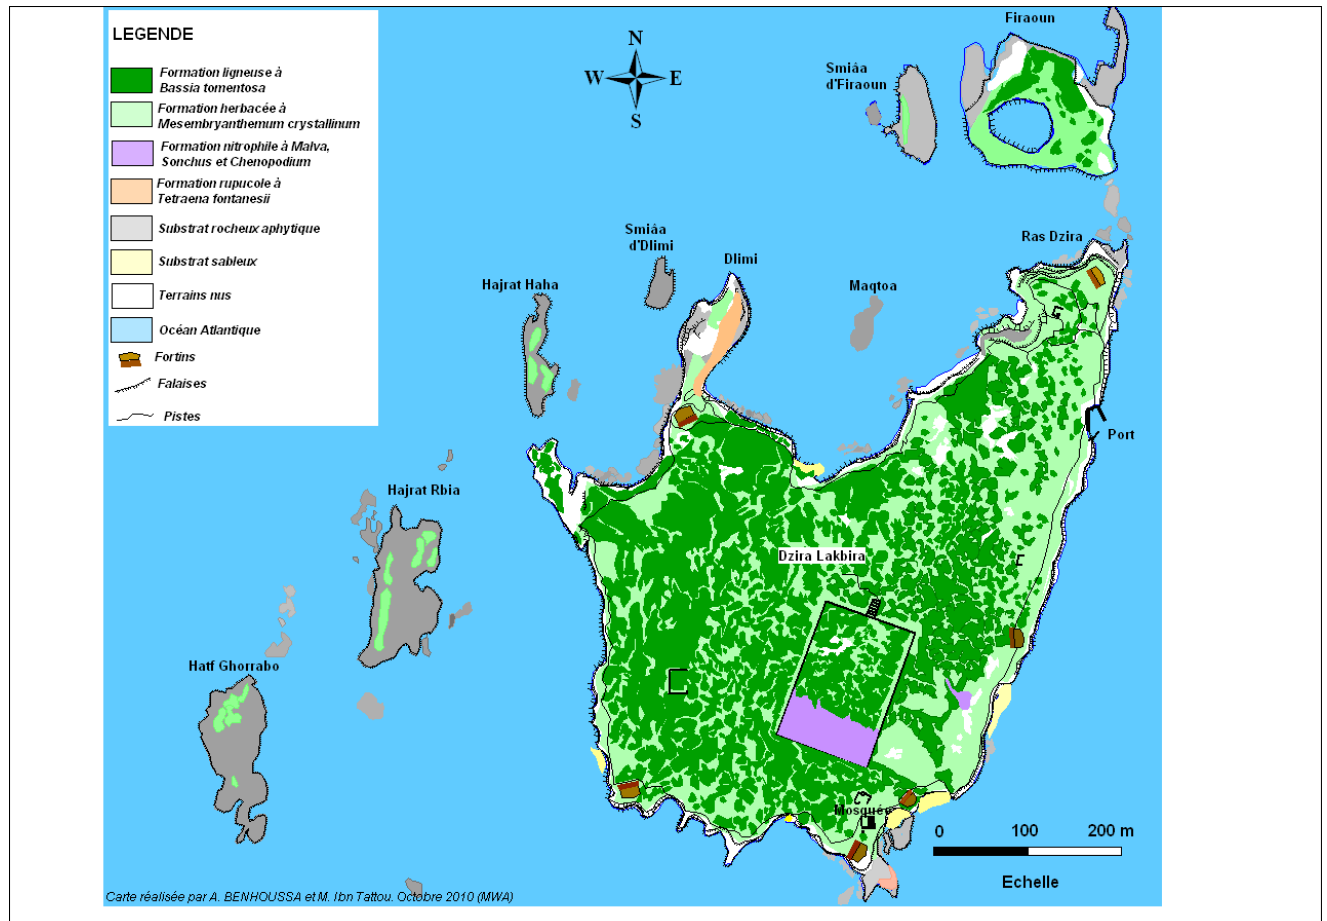 LEGENDE
Formation ligneuse à
Bassia tomentosa
Formation herbacée à
Mesembryanthemum crystallinum
Formation nitrophile à Malva,
Sonchus et Chenopodium
Formation rupucole à
Tetraena fontanesii
Substrat rocheux aphytique
Substrat sableux
Terrains nus
Océan Atlantique
Fortins
Falaises
Pistes
N
W
E
S
Firaoun
Smiâa
d'Firaoun
Smiâa
d'Dlimi
Dlimi
Ras Dzira
Hajrat Haha
Maqtoa
Port
Hajrat Rbia
Dzira Lakbira
Hatf Ghorrabo
Mosquée
0 100 200 m
Echelle
Carte réalisée par A. BENHOUSSA et M. Ibn Tattou. Octobre 2010 (MWA)